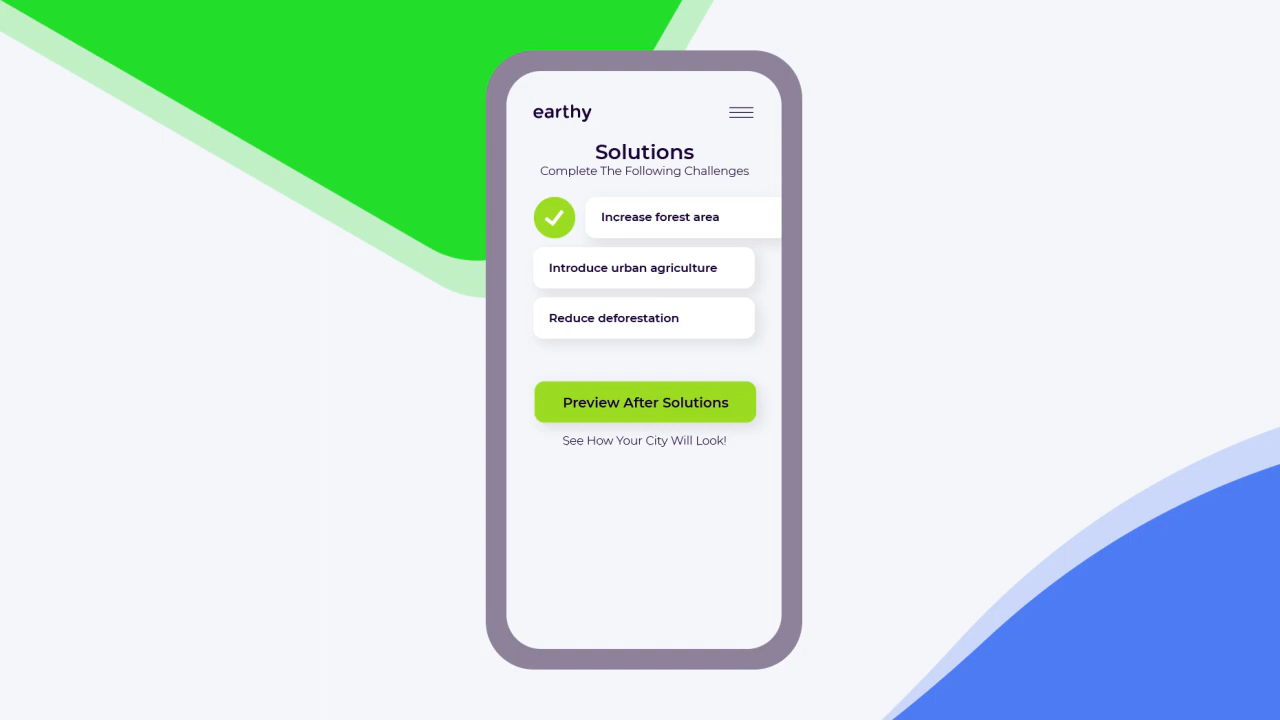 earthy
Solutions
Complete The Following Challenges
Increase forest area
Introduce urban agriculture
Reduce deforestation
Preview After Solutions
See How Your City Will Look!